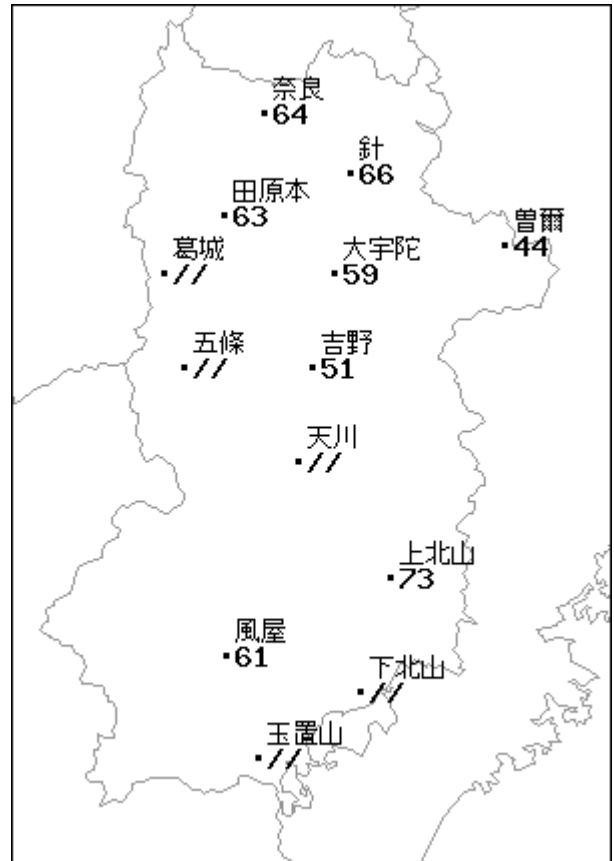 奈良
64
針
66
田原本
63
曽爾
44
葛城
//
大宇陀
59
五條
//
吉野
51
天川
//
上北山
73
風屋
61
下北山
//
玉置山
//